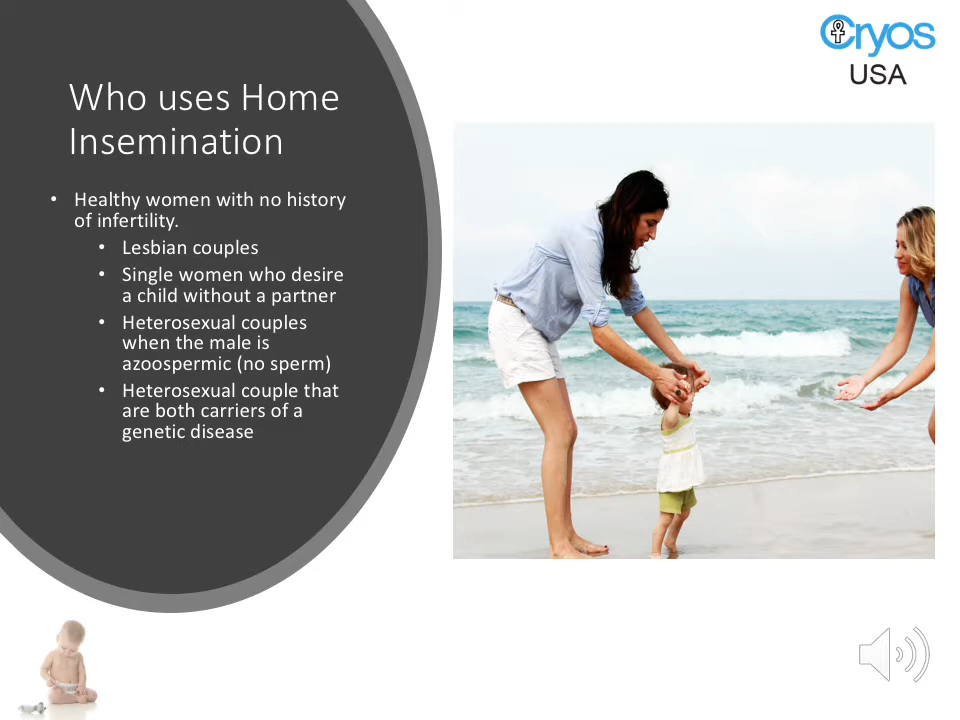 Cryos
USA
Who uses Home
Insemination
• Healthy women with no history
of infertility.
• Lesbian couples
• Single women who desire
a child without a partner
• Heterosexual couples
when the male is
azoospermic (no sperm)
• Heterosexual couple that
are both carriers of a
genetic disease